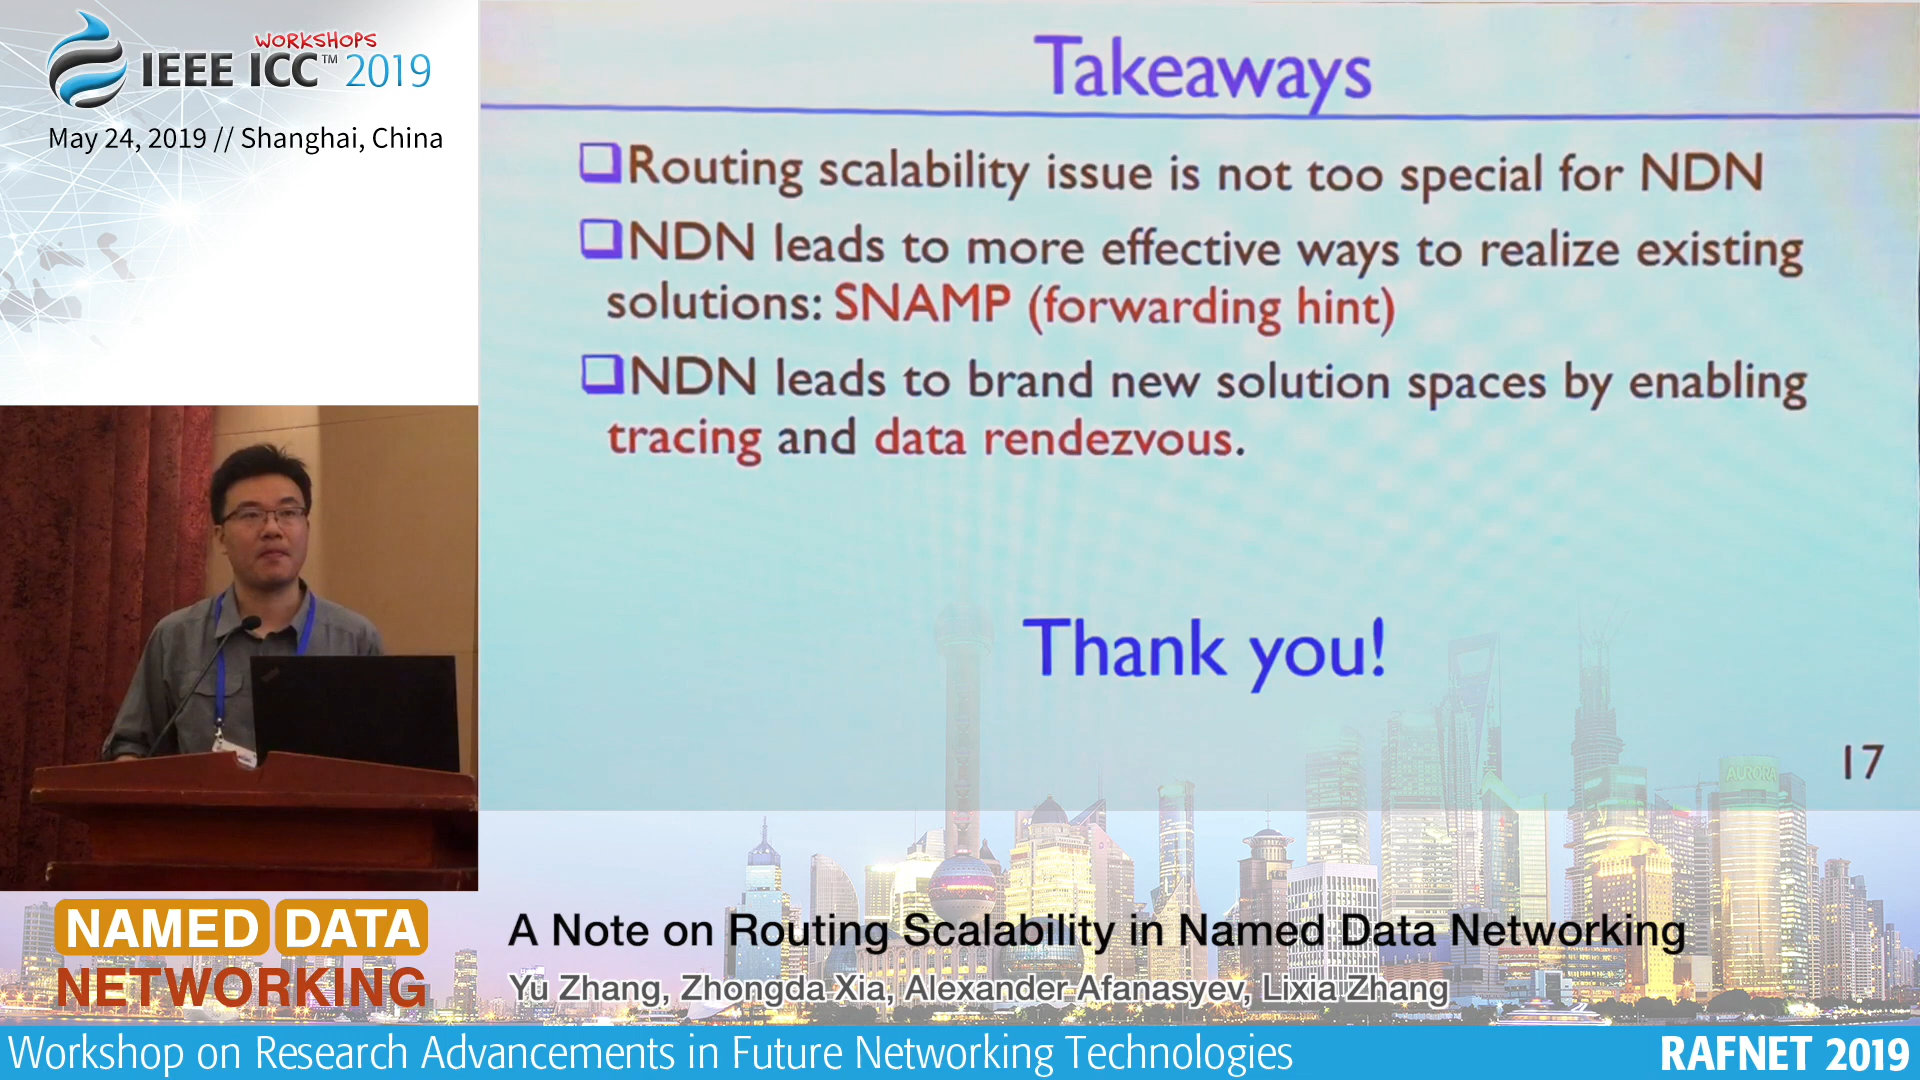 WORKSHOPS
IEEE ICC™ 2019
May 24, 2019 // Shanghai, China
Takeaways
Routing scalability issue is not too special for NDN
NDN leads to more effective ways to realize existing
solutions: SNAMP (forwarding hint)
NDN leads to brand new solution spaces by enabling
tracing and data rendezvous.
Thank you!
17
AURORA
NAMED DATA
NETWORKING
A Note on Routing Scalability in Named Data Networking
Yu Zhang, Zhongda Xia, Alexander Afanasyev, Lixia Zhang
Workshop on Research Advancements in Future Networking Technologies
RAFNET 2019